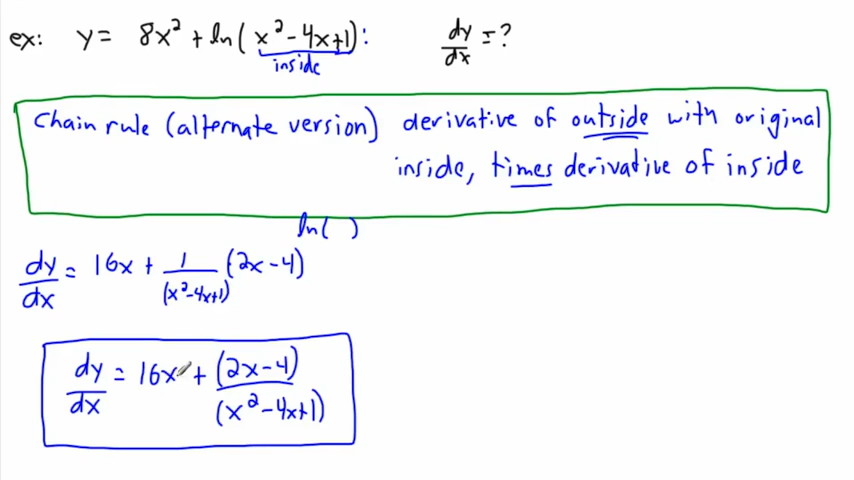 ex: y = 8x² + ln(x² - 4x + 1): dy/dx = ?
inside
Chain rule (alternate version) derivative of outside with original
inside, times derivative of inside
ln( )
dy/dx = 16x + 1/(x² - 4x + 1) (2x - 4)
dy/dx = 16x + (2x - 4)/(x² - 4x + 1)